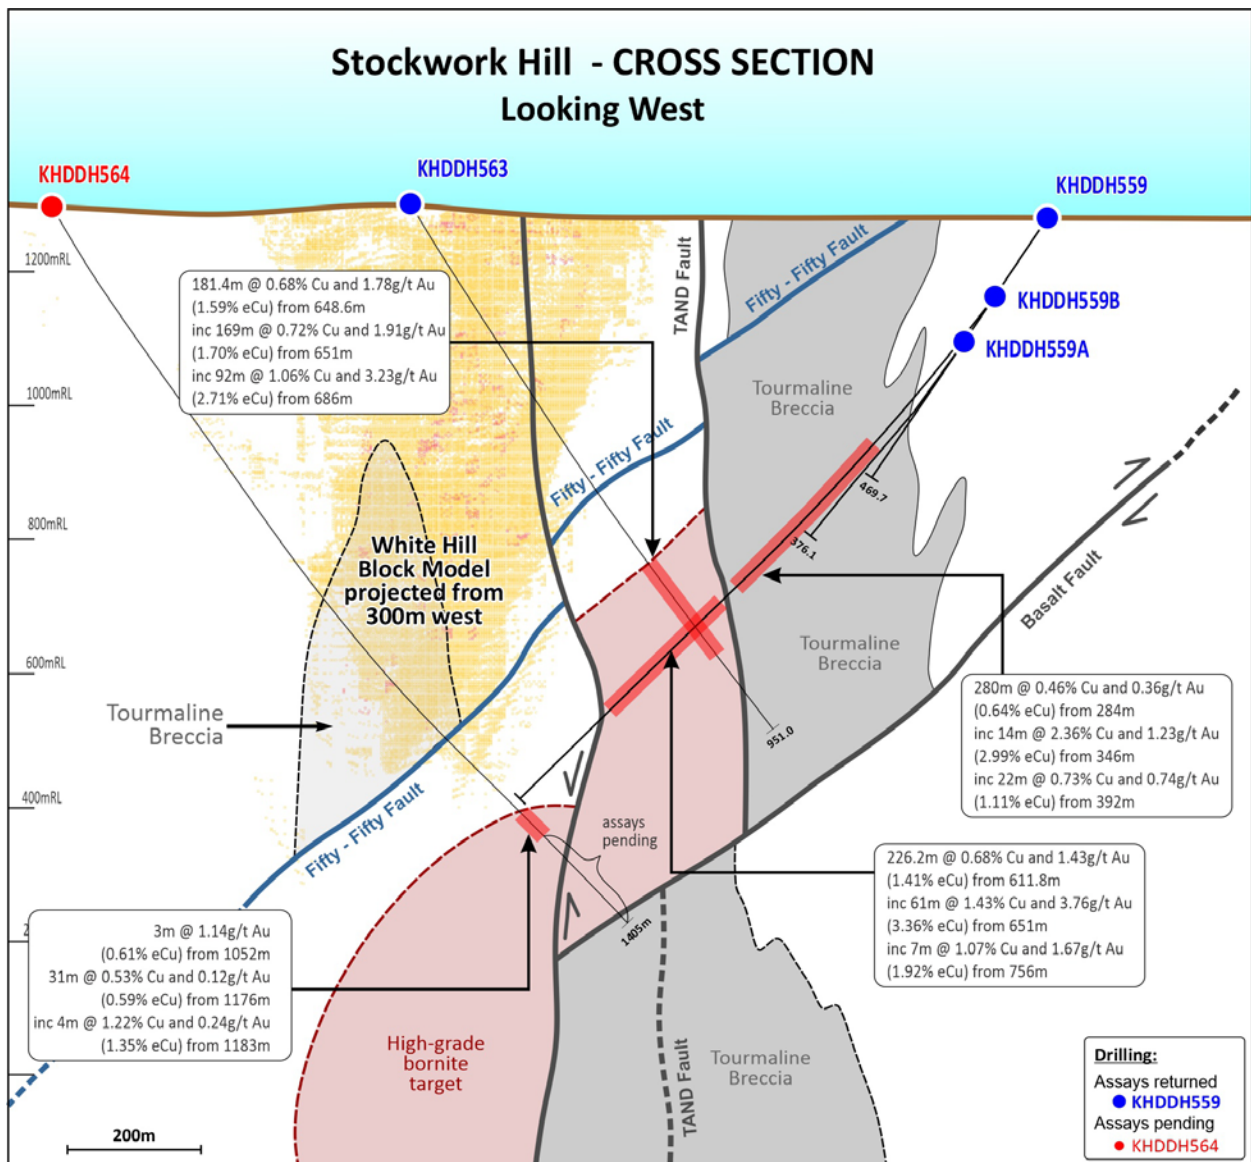 Stockwork Hill - CROSS SECTION
Looking West
KHDDH564
KHDDH563
KHDDH559
KHDDH559B
KHDDH559A
1200mRL
1000mRL
800mRL
600mRL
400mRL
181.4m @ 0.68% Cu and 1.78g/t Au
(1.59% eCu) from 648.6m
inc 169m @ 0.72% Cu and 1.91g/t Au
(1.70% eCu) from 651m
inc 92m @ 1.06% Cu and 3.23g/t Au
(2.71% eCu) from 686m
TAND Fault
Fifty - Fifty Fault
Tourmaline
Breccia
Fifty - Fifty Fault
469.7
376.1
White Hill
Block Model
projected from
300m west
Basalt Fault
Tourmaline
Breccia
Tourmaline
Breccia
951.0
280m @ 0.46% Cu and 0.36g/t Au
(0.64% eCu) from 284m
inc 14m @ 2.36% Cu and 1.23g/t Au
(2.99% eCu) from 346m
inc 22m @ 0.73% Cu and 0.74g/t Au
(1.11% eCu) from 392m
Fifty - Fifty Fault
assays
pending
1405m
226.2m @ 0.68% Cu and 1.43g/t Au
(1.41% eCu) from 611.8m
inc 61m @ 1.43% Cu and 3.76g/t Au
(3.36% eCu) from 651m
inc 7m @ 1.07% Cu and 1.67g/t Au
(1.92% eCu) from 756m
2
3m @ 1.14g/t Au
(0.61% eCu) from 1052m
31m @ 0.53% Cu and 0.12g/t Au
(0.59% eCu) from 1176m
inc 4m @ 1.22% Cu and 0.24g/t Au
(1.35% eCu) from 1183m
High-grade
bornite
target
TAND Fault
Tourmaline
Breccia
200m
Drilling:
Assays returned
KHDDH559
Assays pending
KHDDH564